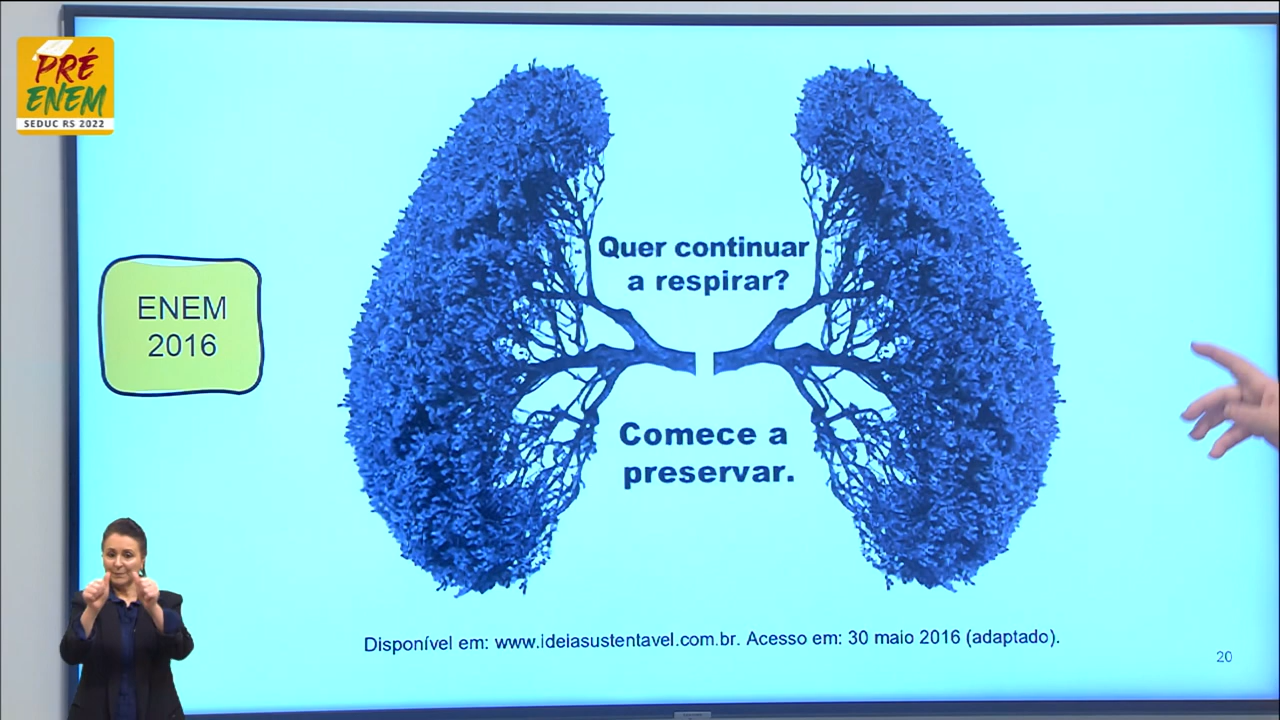 PRÉ
ENEM
SEDUC RS 2022
ENEM
2016
Quer continuar
a respirar?
Comece a
preservar.
Disponível em: www.ideiasustentavel.com.br. Acesso em: 30 maio 2016 (adaptado).
20